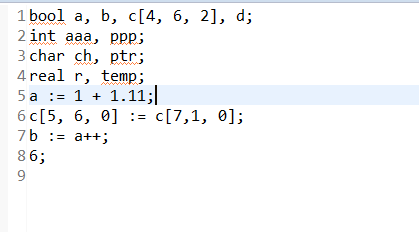 1 bool a, b, c[4, 6, 2], d;
2 int aaa, ppp;
3 char ch, ptr;
4 real r, temp;
5 a := 1 + 1.11;
6 c[5, 6, 0] := c[7,1, 0];
7 b := a++;
8 6;
9